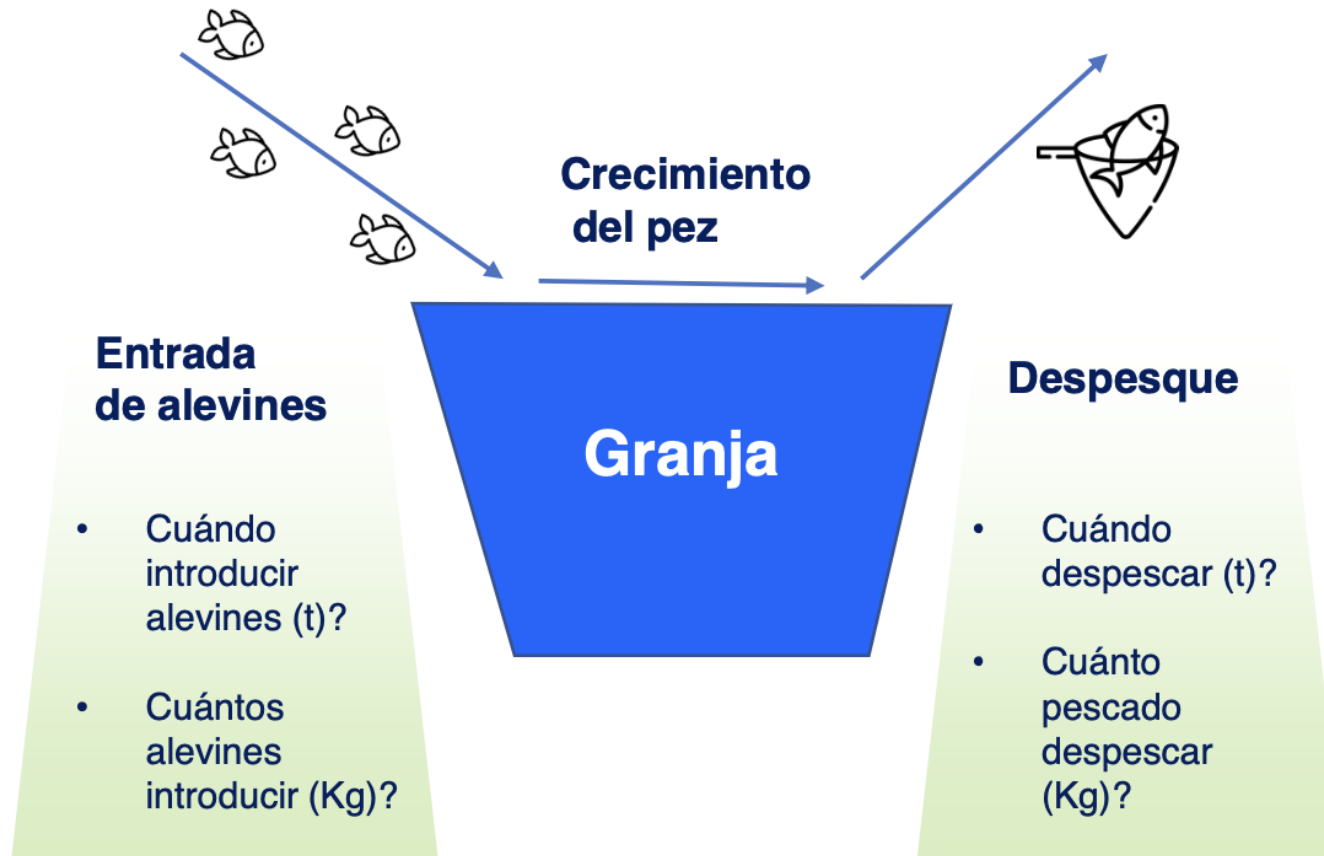 Crecimiento
del pez
Entrada
de alevines
Granja
Despesque
• Cuándo
introducir
alevines (t)?
• Cuántos
alevines
introducir (Kg)?
• Cuándo
despescar (t)?
• Cuánto
pescado
despescar
(Kg)?